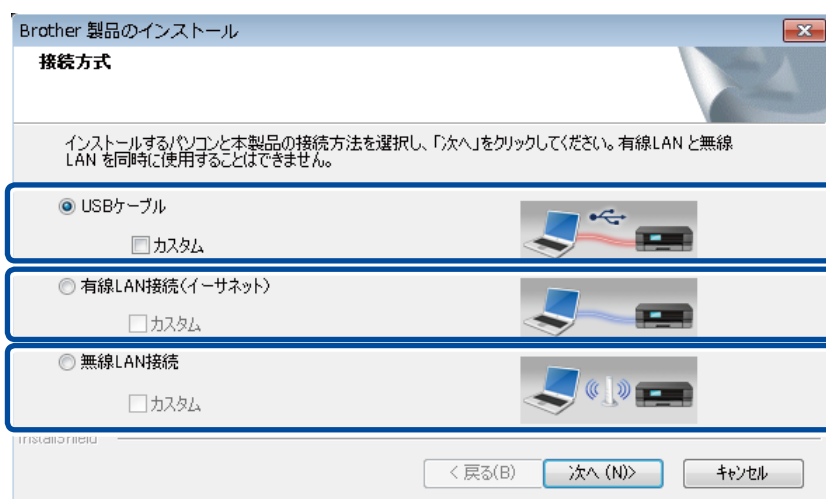 Brother 製品のインストール
接続方式
インストールするパソコンと本製品の接続方法を選択し、「次へ」をクリックしてください。有線LAN と無線
LAN を同時に使用することはできません。
USBケーブル
カスタム
有線LAN接続(イーサネット)
カスタム
無線LAN接続
カスタム
InstallShield
< 戻る(B) 次へ (N)> キャンセル